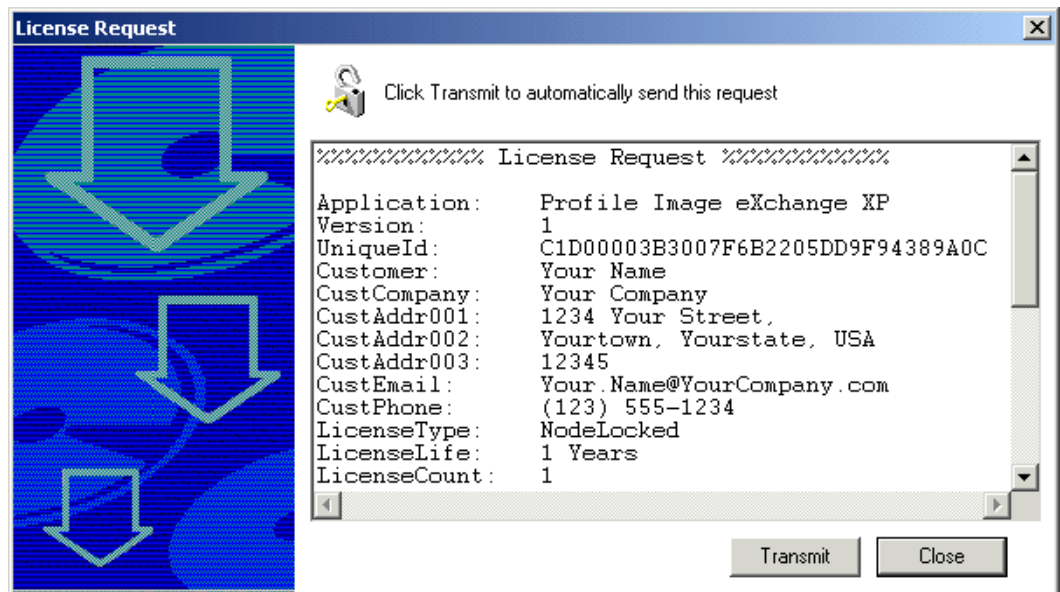 License Request
Click Transmit to automatically send this request
%%%%%%%%%%%% License Request %%%%%%%%%%%%
Application: Profile Image eXchange XP
Version: 1
UniqueId: C1D00003B3007F6B2205DD9F94389A0C
Customer: Your Name
CustCompany: Your Company
CustAddr001: 1234 Your Street,
CustAddr002: Yourtown, Yourstate, USA
CustAddr003: 12345
CustEmail: Your.Name@YourCompany.com
CustPhone: (123) 555-1234
LicenseType: NodeLocked
LicenseLife: 1 Years
LicenseCount: 1
Transmit Close